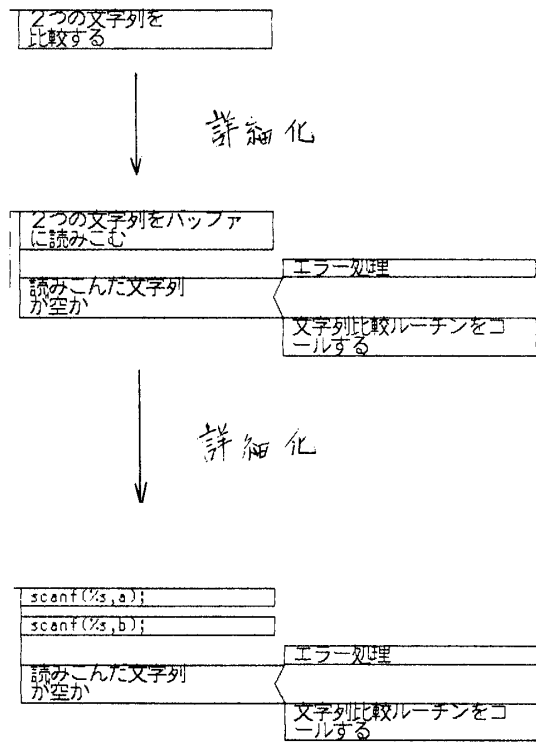 ２つの文字列を
比較する
詳細化
２つの文字列をバッファ
に読みこむ
エラー処理
読みこんだ文字列
が空か
文字列比較ルーチンをコ
ールする
詳細化
scanf(%s,a);
scanf(%s,b);
エラー処理
読みこんだ文字列
が空か
文字列比較ルーチンをコ
ールする